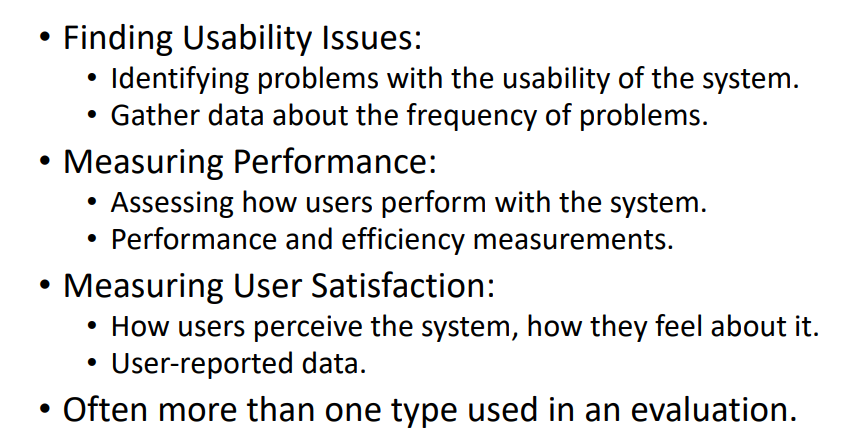 • Finding Usability Issues:
• Identifying problems with the usability of the system.
• Gather data about the frequency of problems.
• Measuring Performance:
• Assessing how users perform with the system.
• Performance and efficiency measurements.
• Measuring User Satisfaction:
• How users perceive the system, how they feel about it.
• User-reported data.
• Often more than one type used in an evaluation.